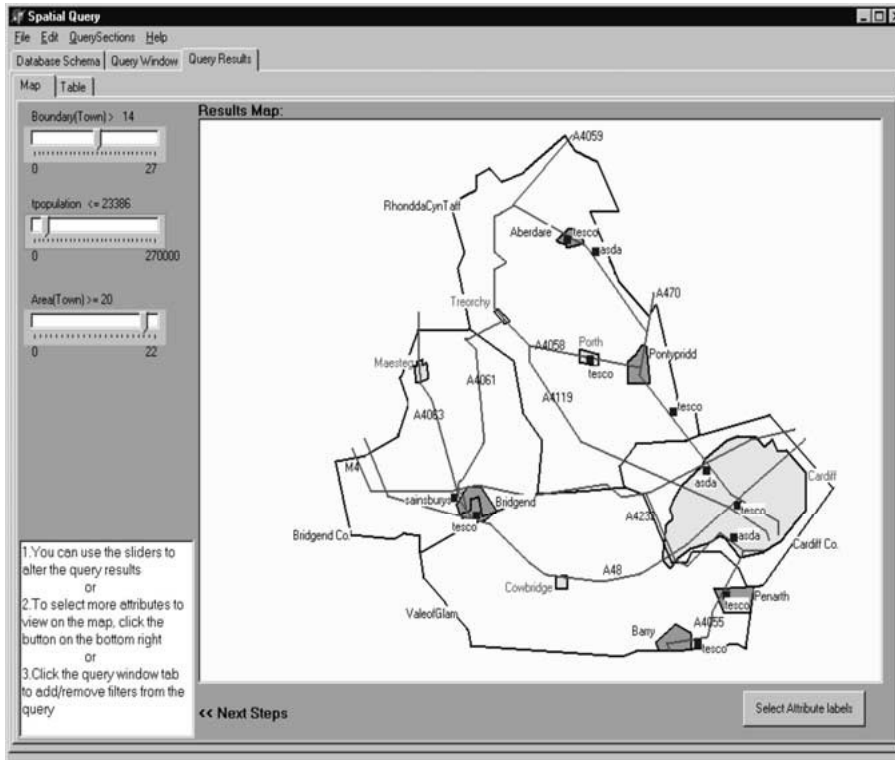 Spatial Query
File Edit QuerySections Help
Database Schema Query Window Query Results
Map Table
Boundary(Town) > 14
0 27
tpopulation <= 23386
0 270000
Area(Town) >= 20
0 22
1.You can use the sliders to
alter the query results
or
2.To select more attributes to
view on the map, click the
button on the bottom right
or
3.Click the query window tab
to add/remove filters from the
query
Results Map:
A4059
RhonddaCynTaff
Aberdare
tesco
asda
A470
Treorchy
A4058
Porth
Pontypridd
tesco
Maesteg
A4061
A4119
A4063
tesco
M4
Cardiff
asda
sainsburys
Bridgend
tesco
tesco
A4232
Bridgend Co.
asda
Cardiff Co.
A48
Cowbridge
Penarth
tesco
ValeofGlam
A4055
Barry
tesco
<< Next Steps
Select Attribute labels